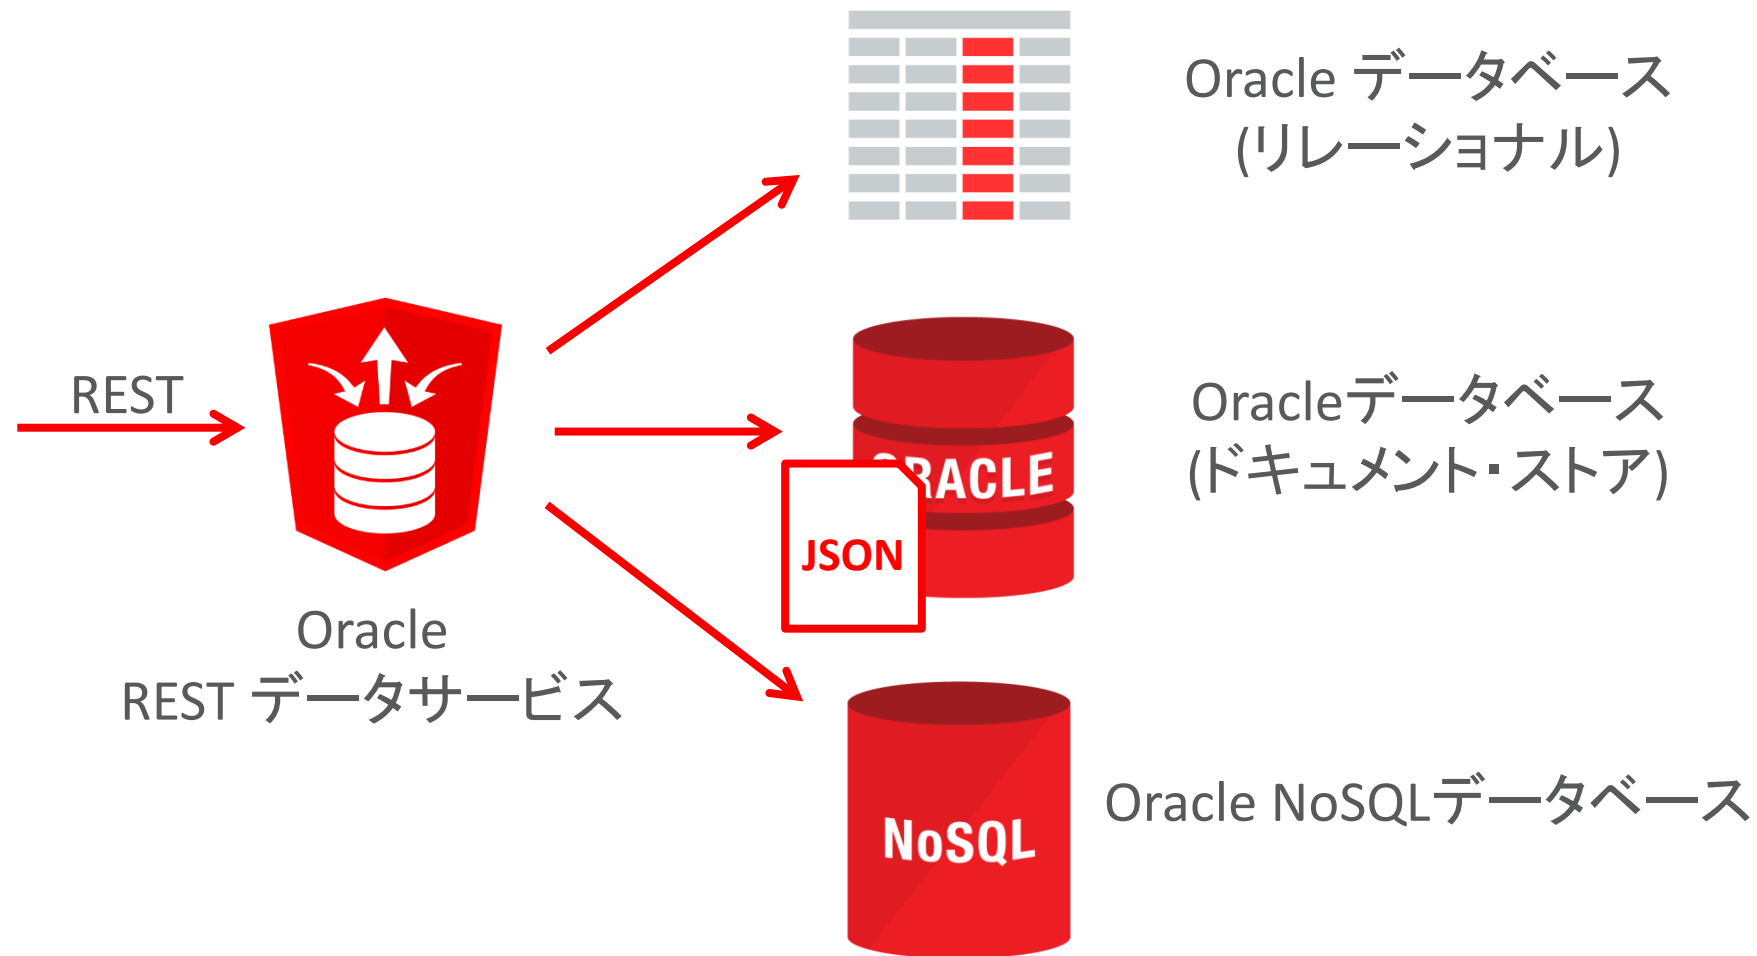 REST
Oracle
REST データサービス
Oracle データベース
(リレーショナル)
ORACLE
JSON
Oracleデータベース
(ドキュメント・ストア)
NoSQL
Oracle NoSQLデータベース